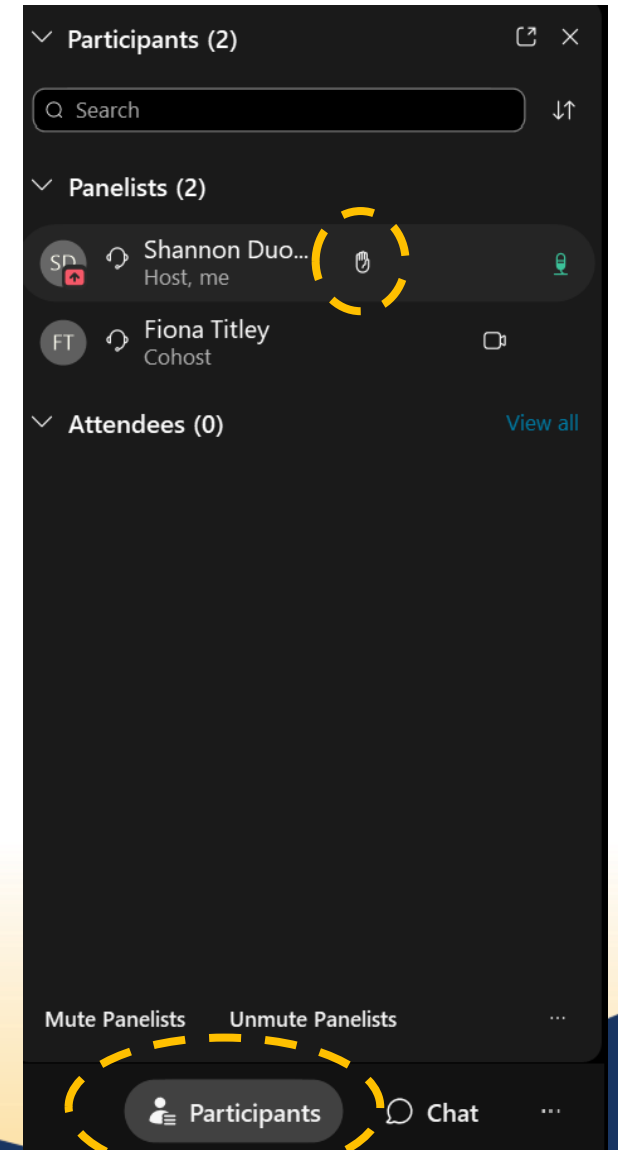 Participants (2)
Search
Panelists (2)
SD Shannon Duo...
Host, me
FT Fiona Titley
Cohost
Attendees (0) View all
Mute Panelists Unmute Panelists ...
Participants Chat ...